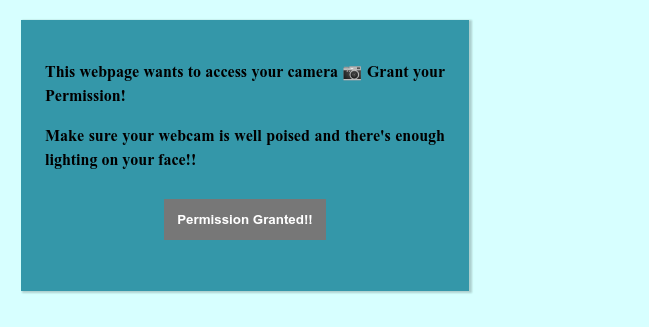 This webpage wants to access your camera 📷 Grant your
Permission!
Make sure your webcam is well poised and there's enough
lighting on your face!!
Permission Granted!!